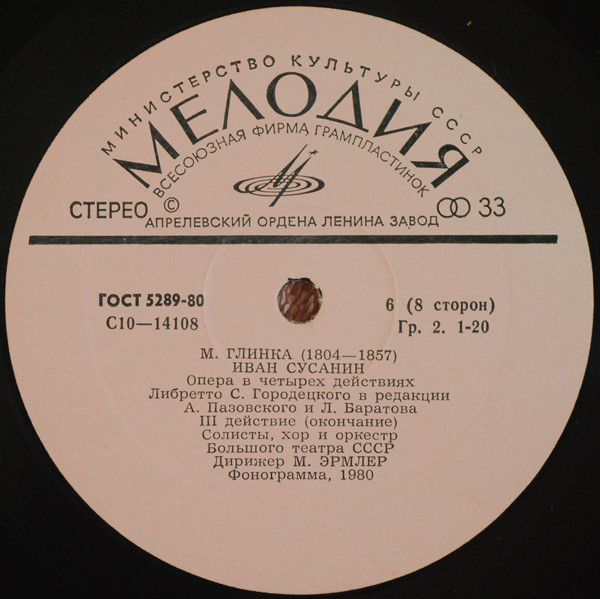 МИНИСТЕРСТВО КУЛЬТУРЫ СССР
МЕЛОДИЯ
ВСЕСОЮЗНАЯ ФИРМА ГРАМПЛАСТИНОК
СТЕРЕО © 33
АПРЕЛЕВСКИЙ ОРДЕНА ЛЕНИНА ЗАВОД
ГОСТ 5289-80 6 (8 сторон)
С10—14108 Гр. 2. 1-20
М. ГЛИНКА (1804—1857)
ИВАН СУСАНИН
Опера в четырех действиях
Либретто С. Городецкого в редакции
А. Пазовского и Л. Баратова
III действие (окончание)
Солисты, хор и оркестр
Большого театра СССР
Дирижер М. ЭРМЛЕР
Фонограмма, 1980